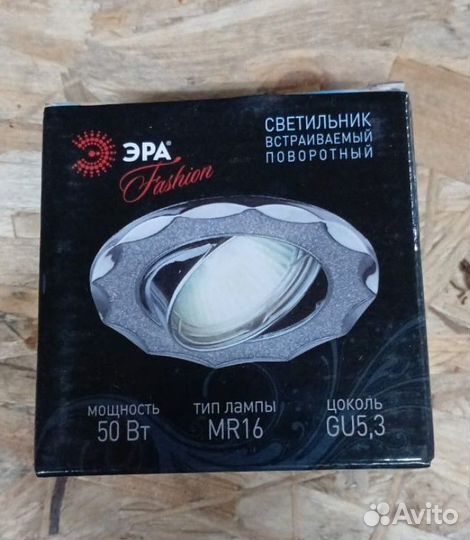 ЭРА®
Fashion
СВЕТИЛЬНИК
ВСТРАИВАЕМЫЙ
ПОВОРОТНЫЙ
МОЩНОСТЬ
50 Вт
ТИП ЛАМПЫ
MR16
ЦОКОЛЬ
GU5,3
Avito